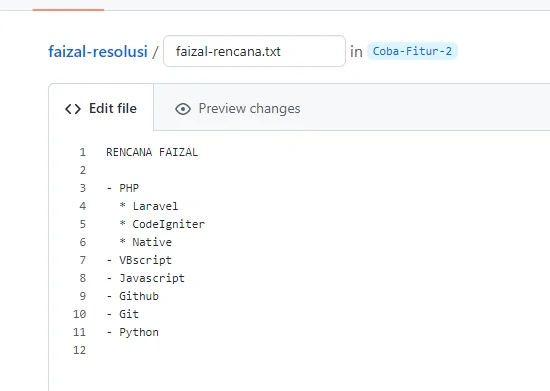 faizal-resolusi / faizal-rencana.txt in Coba-Fitur-2
Edit file Preview changes
1 RENCANA FAIZAL
2
3 - PHP
4 * Laravel
5 * CodeIgniter
6 * Native
7 - VBscript
8 - Javascript
9 - Github
10 - Git
11 - Python
12